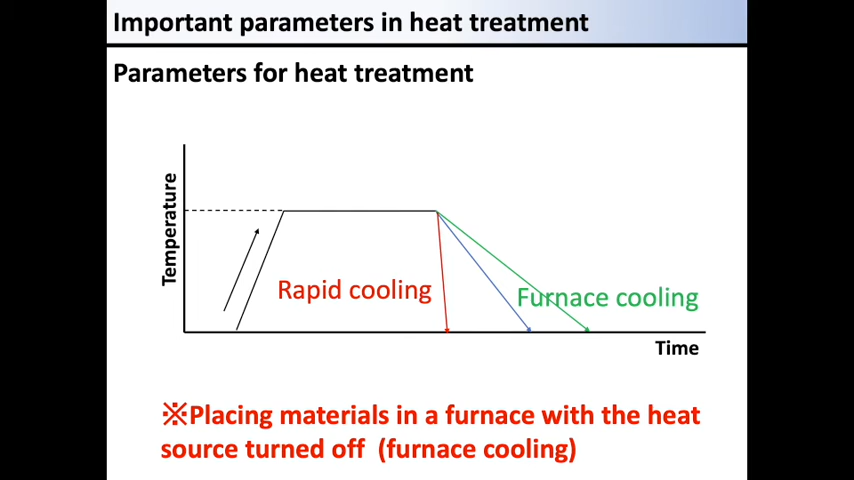 Important parameters in heat treatment
Parameters for heat treatment
Temperature
Rapid cooling
Furnace cooling
Time
※Placing materials in a furnace with the heat
source turned off (furnace cooling)